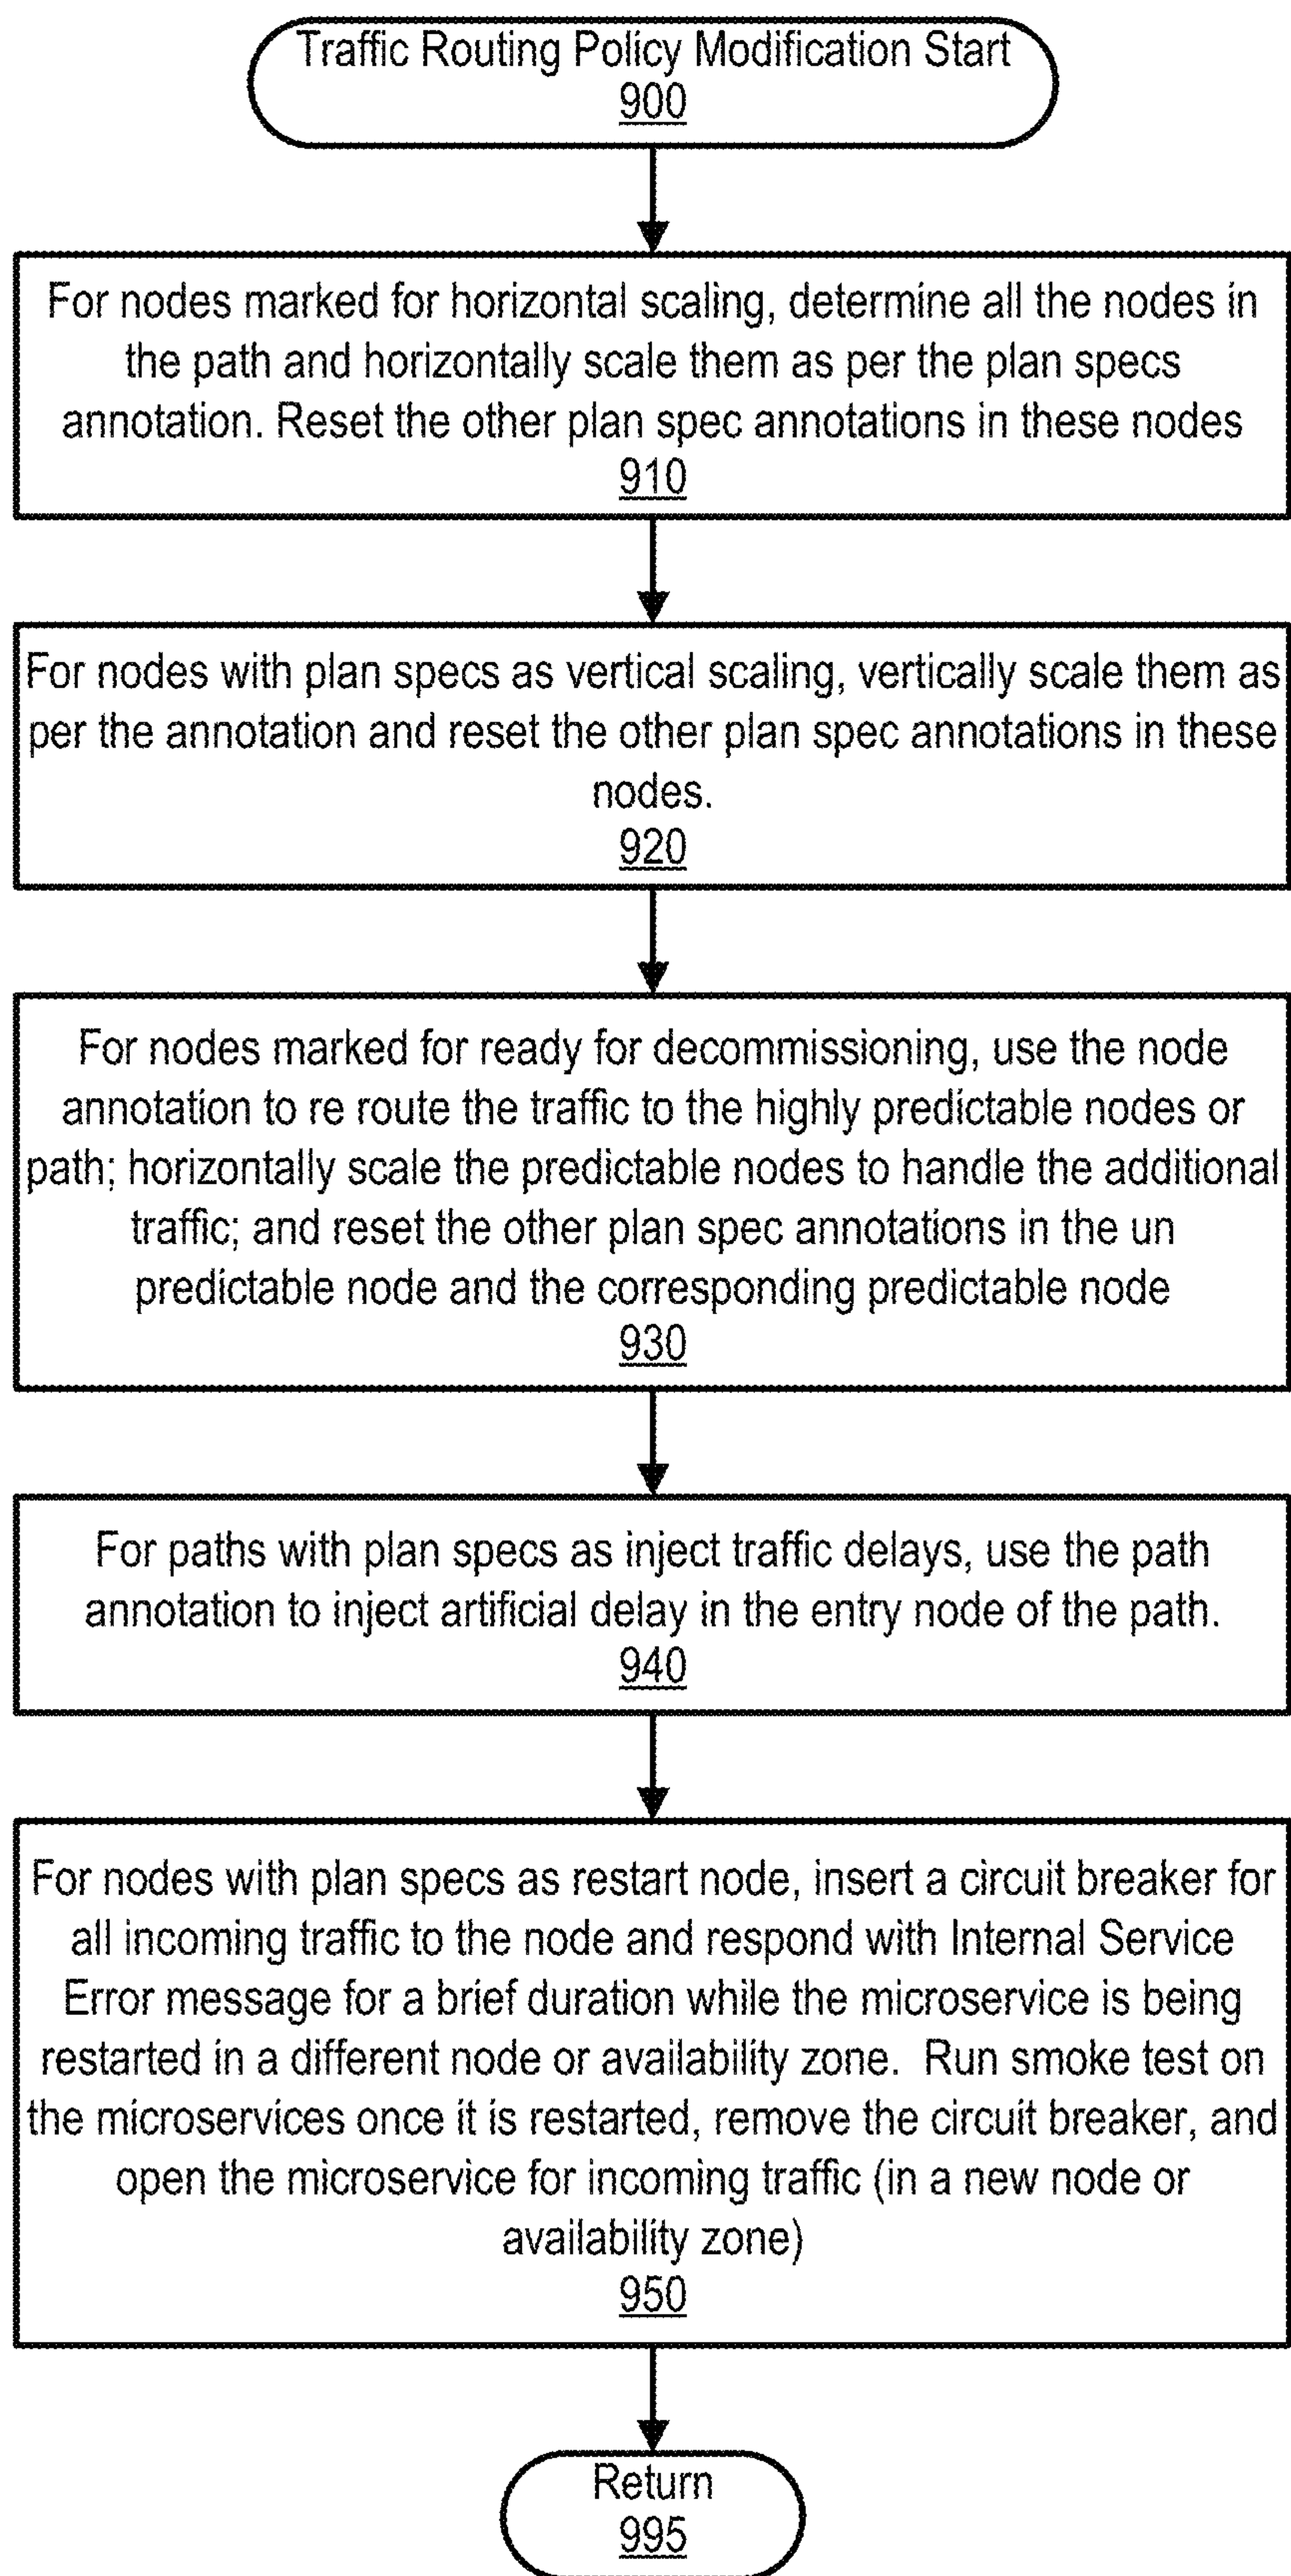 Traffic Routing Policy Modification Start
900
For nodes marked for horizontal scaling, determine all the nodes in
the path and horizontally scale them as per the plan specs
annotation. Reset the other plan spec annotations in these nodes
910
For nodes with plan specs as vertical scaling, vertically scale them as
per the annotation and reset the other plan spec annotations in these
nodes.
920
For nodes marked for ready for decommissioning, use the node
annotation to re route the traffic to the highly predictable nodes or
path; horizontally scale the predictable nodes to handle the additional
traffic; and reset the other plan spec annotations in the un
predictable node and the corresponding predictable node
930
For paths with plan specs as inject traffic delays, use the path
annotation to inject artificial delay in the entry node of the path.
940
For nodes with plan specs as restart node, insert a circuit breaker for
all incoming traffic to the node and respond with Internal Service
Error message for a brief duration while the microservice is being
restarted in a different node or availability zone.  Run smoke test on
the microservices once it is restarted, remove the circuit breaker, and
open the microservice for incoming traffic (in a new node or
availability zone)
950
Return
995